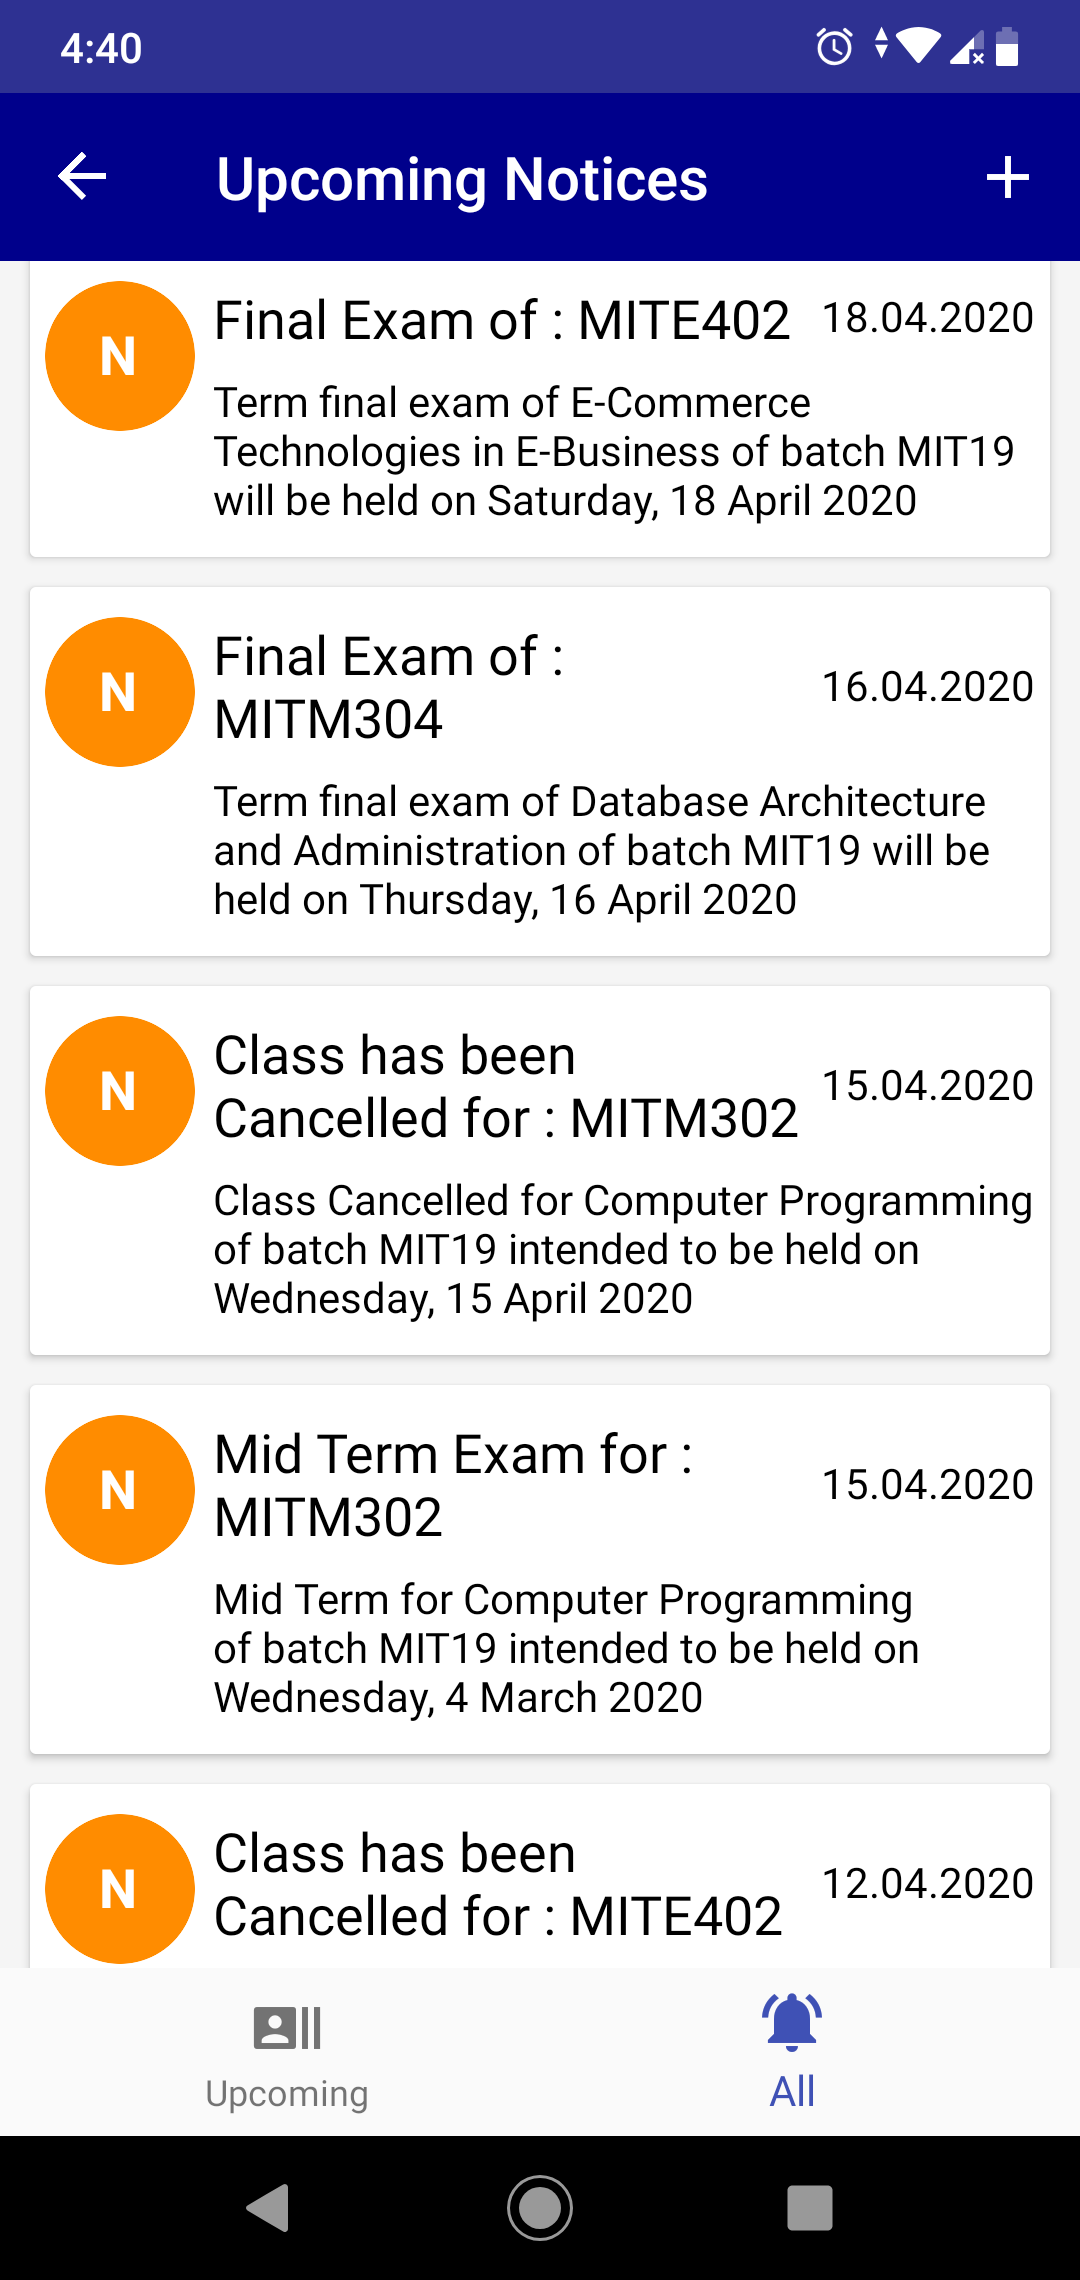 4:40
Upcoming Notices
N
Final Exam of : MITE402
18.04.2020
Term final exam of E-Commerce
Technologies in E-Business of batch MIT19
will be held on Saturday, 18 April 2020
N
Final Exam of :
MITM304
16.04.2020
Term final exam of Database Architecture
and Administration of batch MIT19 will be
held on Thursday, 16 April 2020
N
Class has been
Cancelled for : MITM302
15.04.2020
Class Cancelled for Computer Programming
of batch MIT19 intended to be held on
Wednesday, 15 April 2020
N
Mid Term Exam for :
MITM302
15.04.2020
Mid Term for Computer Programming
of batch MIT19 intended to be held on
Wednesday, 4 March 2020
N
Class has been
Cancelled for : MITE402
12.04.2020
Upcoming
All